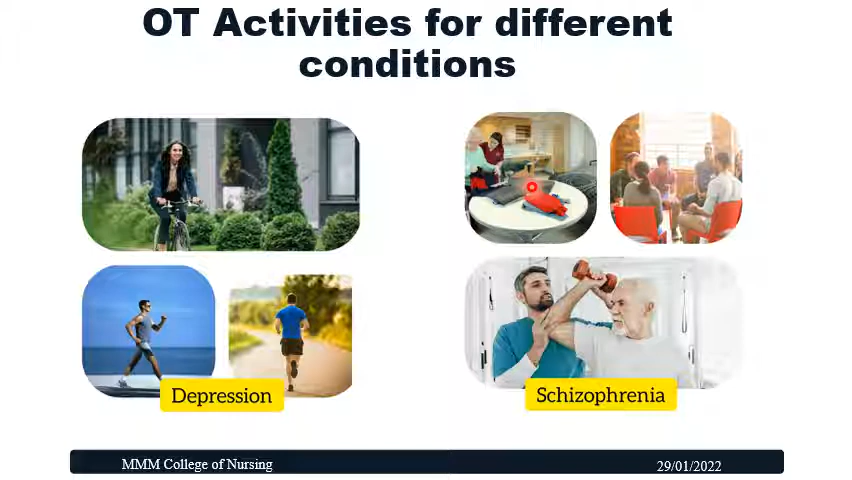 OT Activities for different
conditions
Depression
Schizophrenia
MMM College of Nursing
29/01/2022